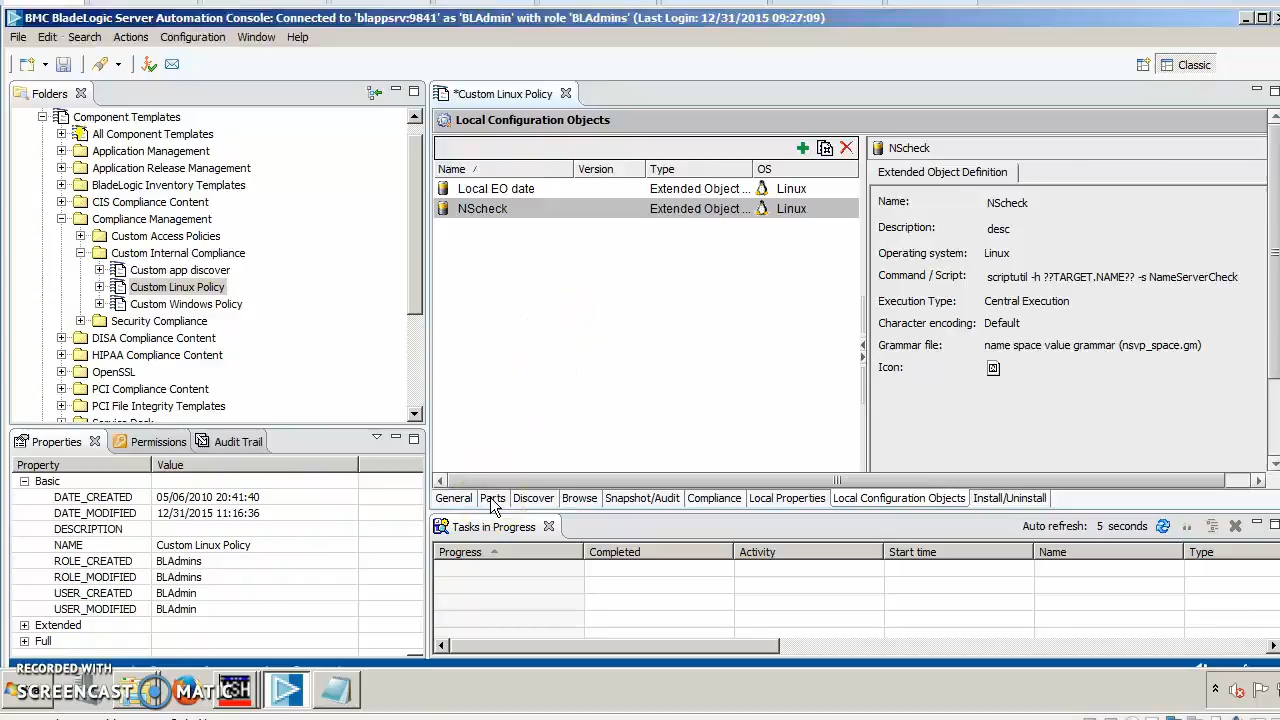 BMC BladeLogic Server Automation Console: Connected to 'blappsrv:9841' as 'BLAdmin' with role 'BLAdmins' (Last Login: 12/31/2015 09:27:09)
File Edit Search Actions Configuration Window Help
Classic
Folders
Component Templates
All Component Templates
Application Management
Application Release Management
BladeLogic Inventory Templates
CIS Compliance Content
Compliance Management
Custom Access Policies
Custom Internal Compliance
Custom app discover
Custom Linux Policy
Custom Windows Policy
Security Compliance
DISA Compliance Content
HIPAA Compliance Content
OpenSSL
PCI Compliance Content
PCI File Integrity Templates
Properties Permissions Audit Trail
Property Value
Basic
DATE_CREATED 05/06/2010 20:41:40
DATE_MODIFIED 12/31/2015 11:16:36
DESCRIPTION
NAME Custom Linux Policy
ROLE_CREATED BLAdmins
ROLE_MODIFIED BLAdmins
USER_CREATED BLAdmin
USER_MODIFIED BLAdmin
Extended
Full
*Custom Linux Policy
Local Configuration Objects
Name Version Type OS
Local EO date Extended Object ... Linux
NScheck Extended Object ... Linux
NScheck
Extended Object Definition
Name: NScheck
Description: desc
Operating system: Linux
Command / Script: scriptutil -h ??TARGET.NAME?? -s NameServerCheck
Execution Type: Central Execution
Character encoding: Default
Grammar file: name space value grammar (nsvp_space.gm)
Icon:
General Parts Discover Browse Snapshot/Audit Compliance Local Properties Local Configuration Objects Install/Uninstall
Tasks in Progress Auto refresh: 5 seconds
Progress Completed Activity Start time Name Type
RECORDED WITH
SCREENCAST MATIC